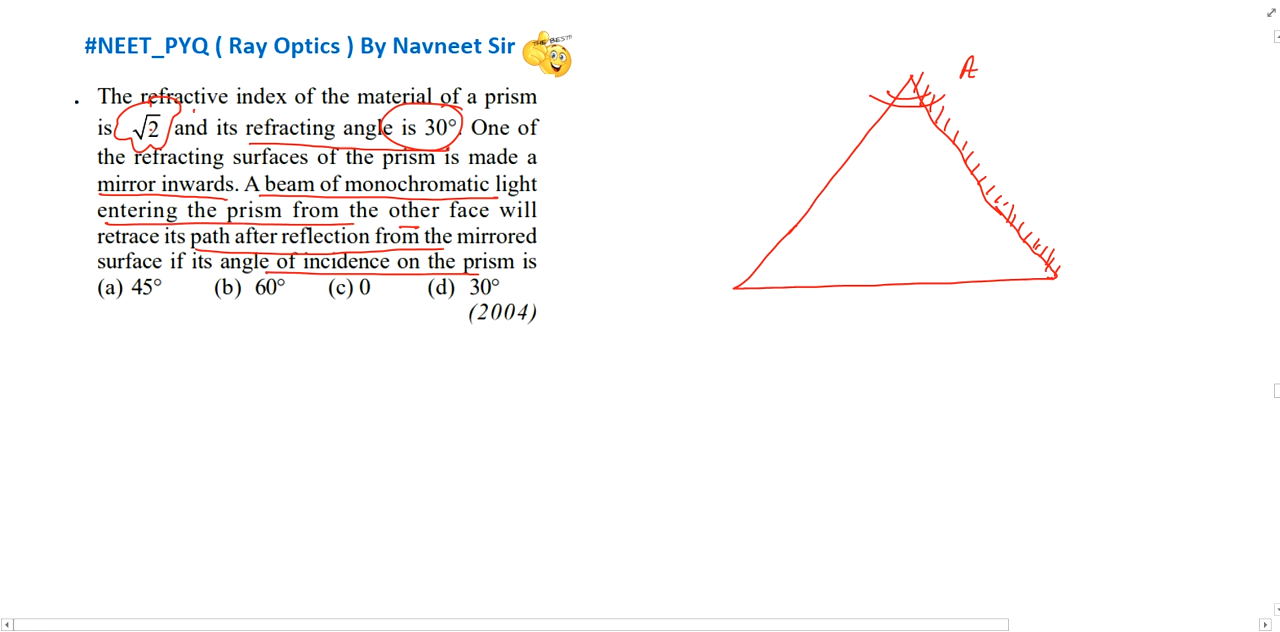 #NEET_PYQ ( Ray Optics ) By Navneet Sir
THE BEST!!
. The refractive index of the material of a prism
is √2 and its refracting angle is 30°. One of
the refracting surfaces of the prism is made a
mirror inwards. A beam of monochromatic light
entering the prism from the other face will
retrace its path after reflection from the mirrored
surface if its angle of incidence on the prism is
(a) 45° (b) 60° (c) 0 (d) 30°
(2004)
A